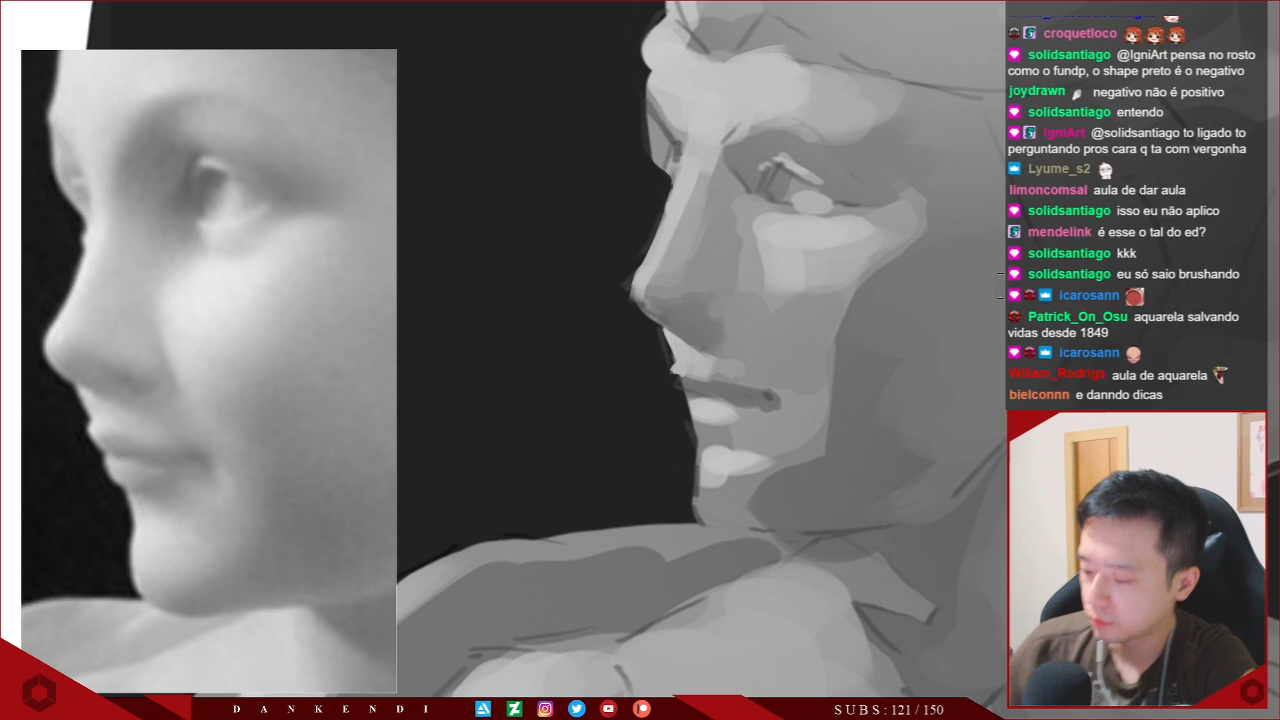 croquetloco
solidsantiago @IgniArt pensa no rosto
como o fundp, o shape preto é o negativo
joydrawn negativo não é positivo
solidsantiago entendo
IgniArt @solidsantiago to ligado to
perguntando pros cara q ta com vergonha
Lyume_s2
limoncomsal aula de dar aula
solidsantiago isso eu não aplico
mendelink é esse o tal do ed?
solidsantiago kkk
solidsantiago eu só saio brushando
icarosann
Patrick_On_Osu aquarela salvando
vidas desde 1849
icarosann
Wiliam_Rodrigs aula de aquarela
bielconnn e danndo dicas
D A N K E N D I
SUBS: 121 / 150